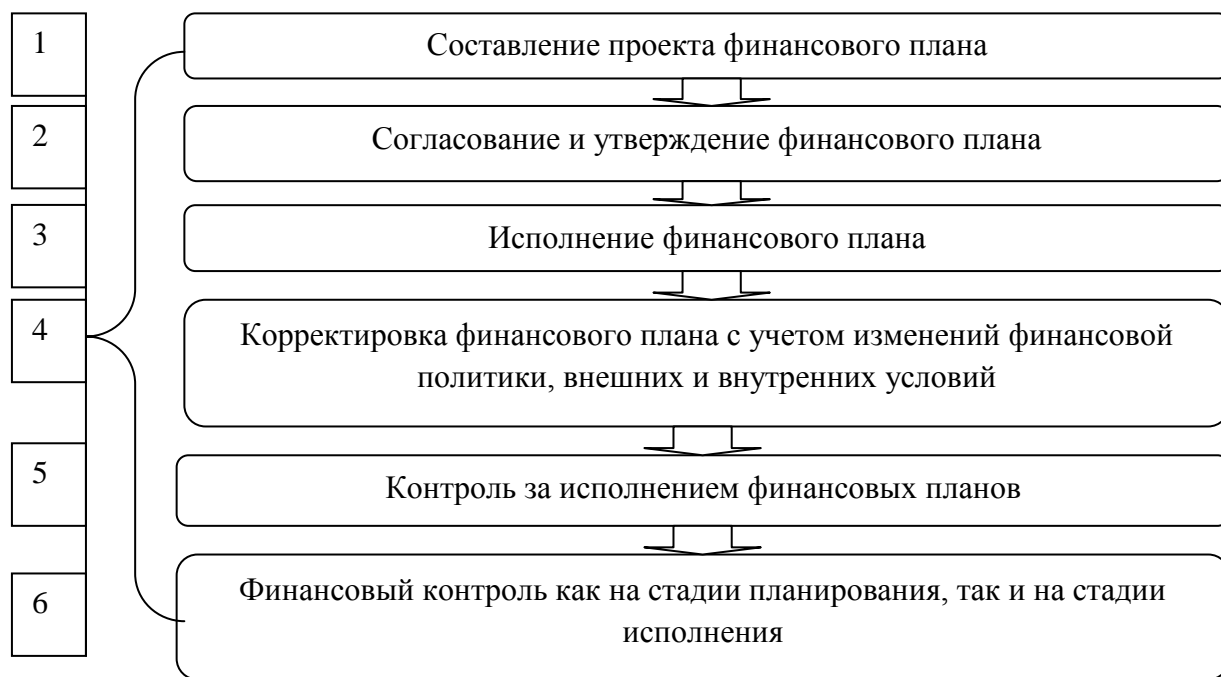 1
Составление проекта финансового плана
2
Согласование и утверждение финансового плана
3
Исполнение финансового плана
4
Корректировка финансового плана с учетом изменений финансовой
политики, внешних и внутренних условий
5
Контроль за исполнением финансовых планов
6
Финансовый контроль как на стадии планирования, так и на стадии
исполнения